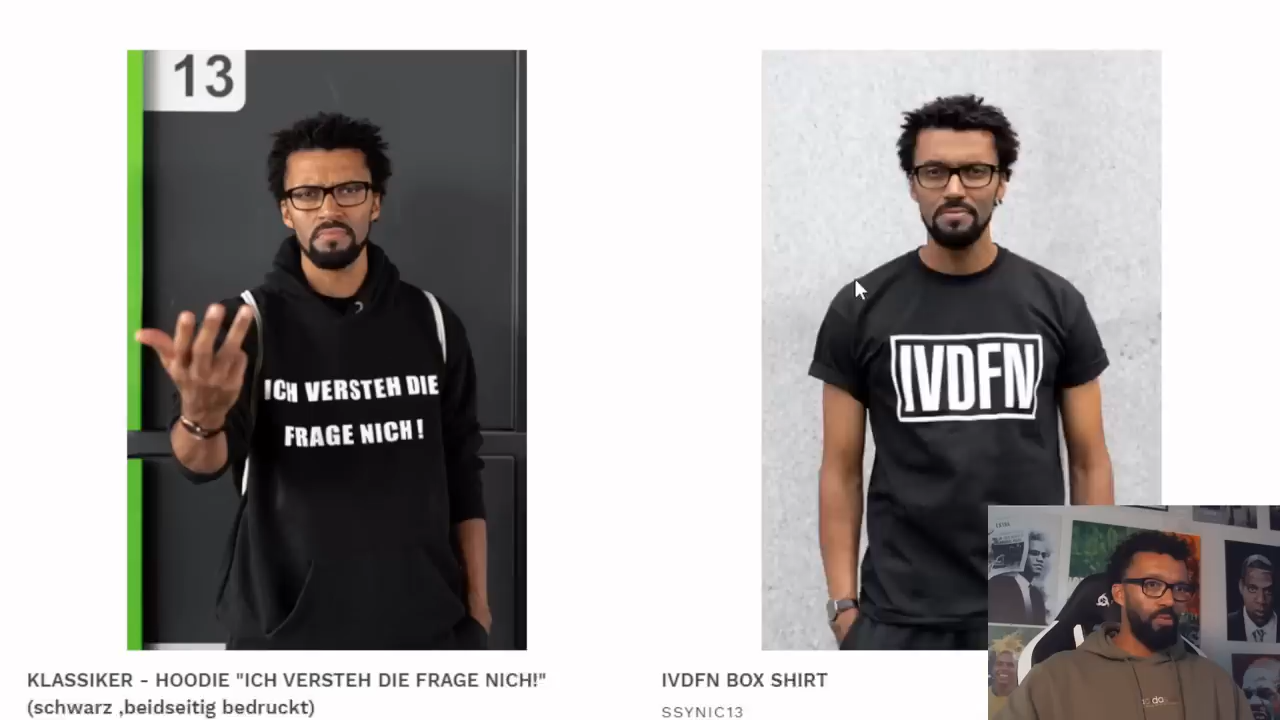 13
ICH VERSTEH DIE
FRAGE NICH!
IVDFN
KLASSIKER - HOODIE "ICH VERSTEH DIE FRAGE NICH!"
(schwarz ,beidseitig bedruckt)
IVDFN BOX SHIRT
SSYNIC13